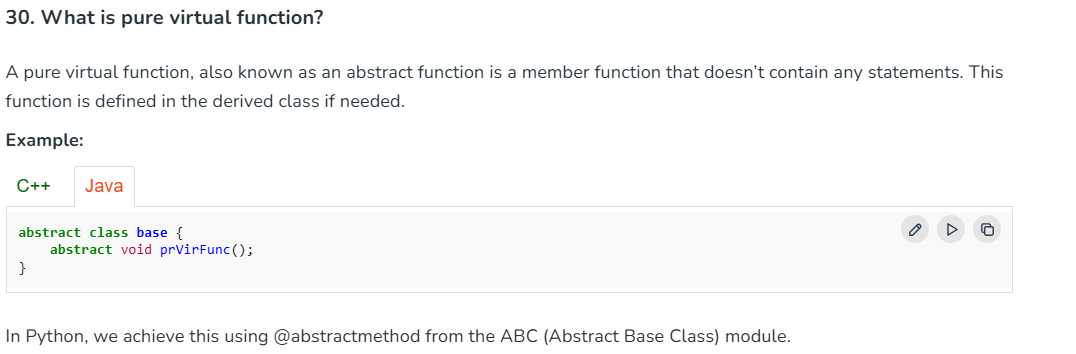 30. What is pure virtual function?
A pure virtual function, also known as an abstract function is a member function that doesn’t contain any statements. This
function is defined in the derived class if needed.
Example:
C++ Java
abstract class base {
    abstract void prVirFunc();
}
In Python, we achieve this using @abstractmethod from the ABC (Abstract Base Class) module.